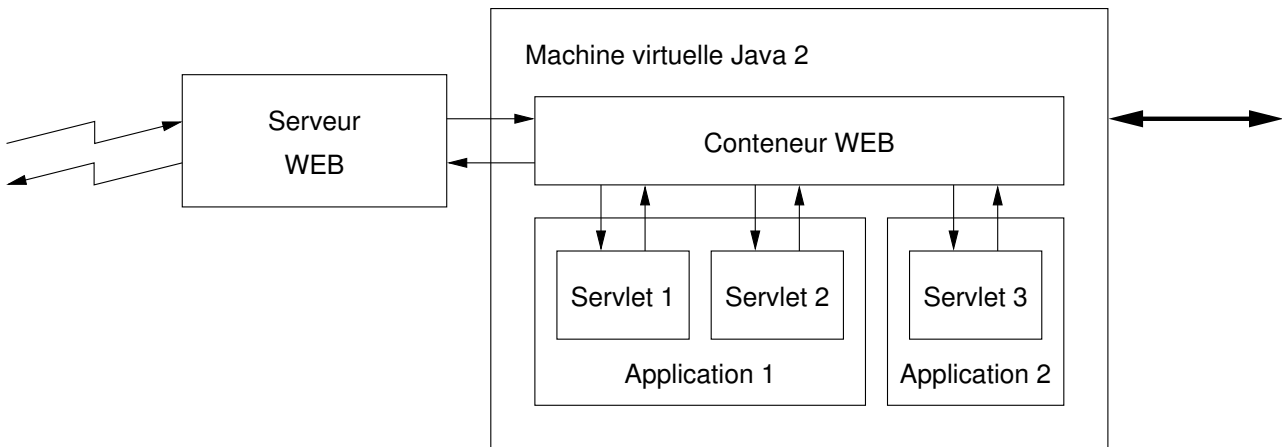 Machine virtuelle Java 2
Serveur
WEB
Conteneur WEB
Servlet 1
Servlet 2
Servlet 3
Application 1
Application 2